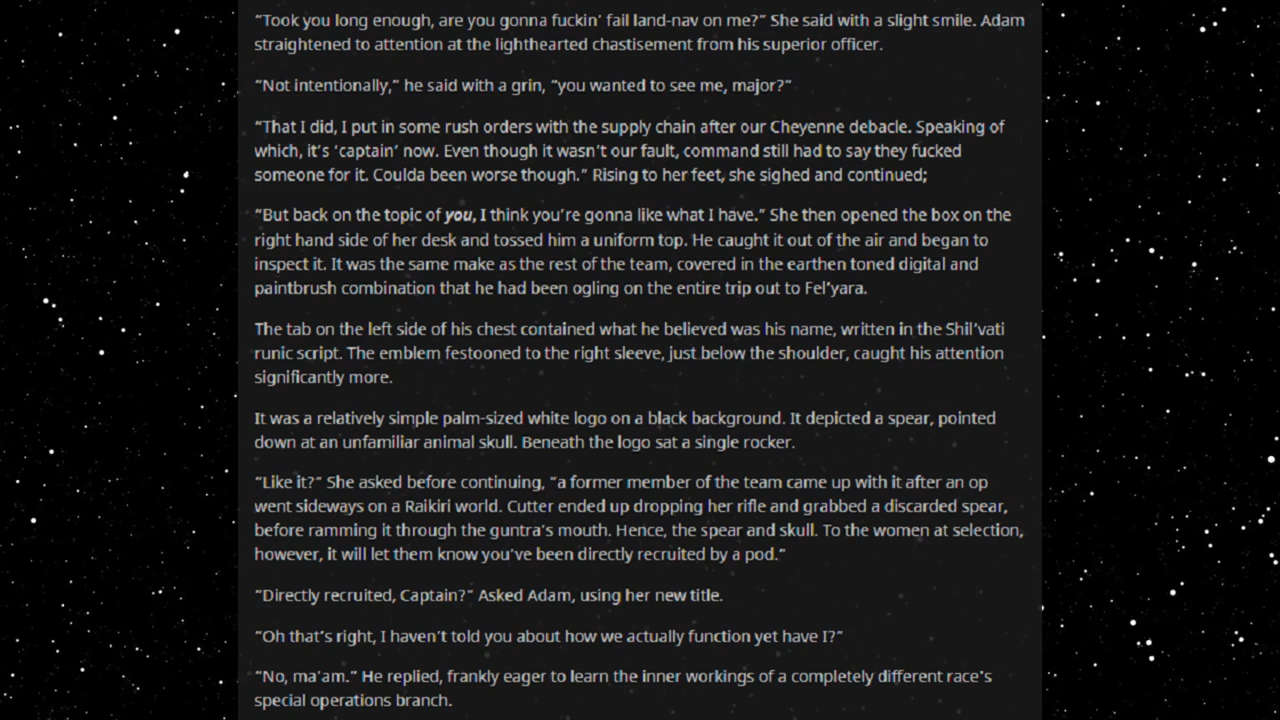 “Took you long enough, are you gonna fuckin’ fail land-nav on me?” She said with a slight smile. Adam
straightened to attention at the lighthearted chastisement from his superior officer.
“Not intentionally,” he said with a grin, “you wanted to see me, major?”
“That I did, I put in some rush orders with the supply chain after our Cheyenne debacle. Speaking of
which, it’s ‘captain’ now. Even though it wasn’t our fault, command still had to say they fucked
someone for it. Coulda been worse though.” Rising to her feet, she sighed and continued;
“But back on the topic of you, I think you’re gonna like what I have.” She then opened the box on the
right hand side of her desk and tossed him a uniform top. He caught it out of the air and began to
inspect it. It was the same make as the rest of the team, covered in the earthen toned digital and
paintbrush combination that he had been ogling on the entire trip out to Fel’yara.
The tab on the left side of his chest contained what he believed was his name, written in the Shil’vati
runic script. The emblem festooned to the right sleeve, just below the shoulder, caught his attention
significantly more.
It was a relatively simple palm-sized white logo on a black background. It depicted a spear, pointed
down at an unfamiliar animal skull. Beneath the logo sat a single rocker.
“Like it?” She asked before continuing, “a former member of the team came up with it after an op
went sideways on a Raikiri world. Cutter ended up dropping her rifle and grabbed a discarded spear,
before ramming it through the guntra’s mouth. Hence, the spear and skull. To the women at selection,
however, it will let them know you’ve been directly recruited by a pod.”
“Directly recruited, Captain?” Asked Adam, using her new title.
“Oh that’s right, I haven’t told you about how we actually function yet have I?”
“No, ma’am.” He replied, frankly eager to learn the inner workings of a completely different race’s
special operations branch.